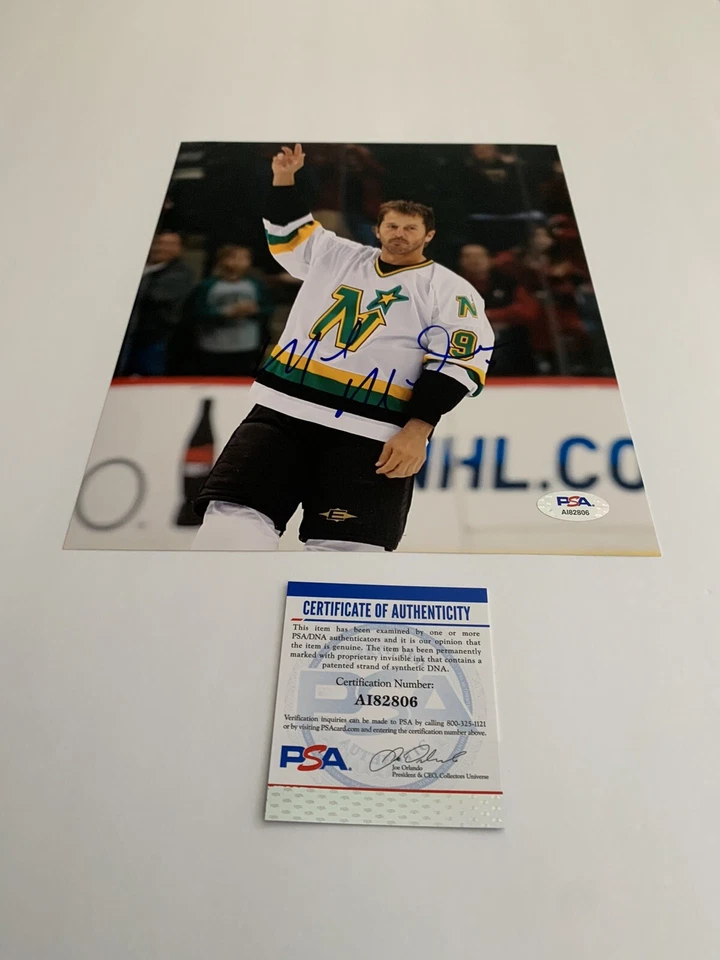 N
N
9
NHL.CO
PSA
AI82806
CERTIFICATE OF AUTHENTICITY
This item has been examined by one or more
PSA/DNA authenticators and it is our opinion that
the item is genuine. The item has been permanently
marked with proprietary invisible ink that contains a
patented strand of synthetic DNA.
Certification Number:
AI82806
Verification inquiries can be made to PSA by calling 800-325-1121
or by visiting PSAcard.com and entering the certification number above.
PSA.
Joe Orlando
President & CEO, Collectors Universe